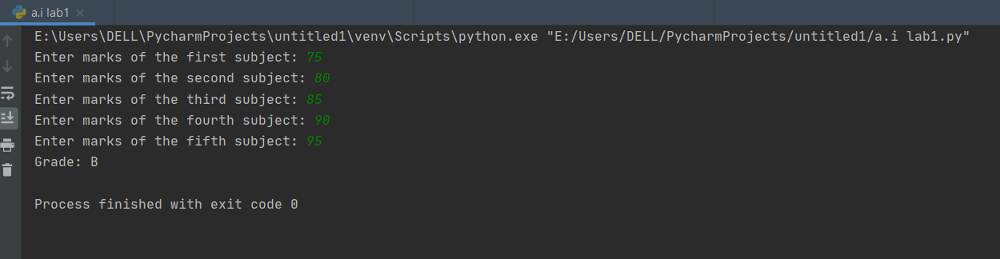 a.i lab1
E:\Users\DELL\PycharmProjects\untitled1\venv\Scripts\python.exe "E:/Users/DELL/PycharmProjects/untitled1/a.i lab1.py"
Enter marks of the first subject: 75
Enter marks of the second subject: 80
Enter marks of the third subject: 85
Enter marks of the fourth subject: 90
Enter marks of the fifth subject: 95
Grade: B
Process finished with exit code 0